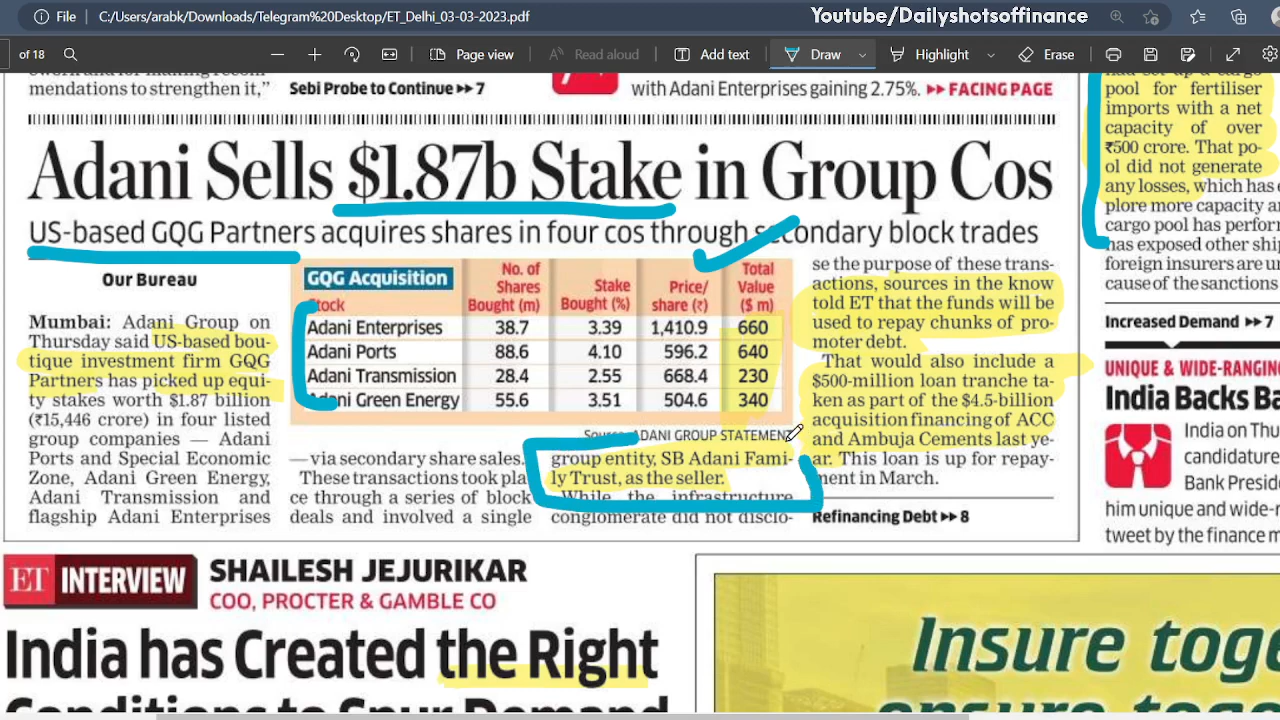 File
C:/Users/arabk/Downloads/Telegram%20Desktop/ET_Delhi_03-03-2023.pdf
Youtube/Dailyshotsoffinance
of 18
Page view
Read aloud
Add text
Draw
Highlight
Erase
mendations to strengthen it,”
Sebi Probe to Continue ▸▸ 7
with Adani Enterprises gaining 2.75%. ▸▸ FACING PAGE
Adani Sells $1.87b Stake in Group Cos
US-based GQG Partners acquires shares in four cos through secondary block trades
Our Bureau
Mumbai: Adani Group on
Thursday said US-based bou-
tique investment firm GQG
Partners has picked up equi-
ty stakes worth $1.87 billion
(₹15,446 crore) in four listed
group companies — Adani
Ports and Special Economic
Zone, Adani Green Energy,
Adani Transmission and
flagship Adani Enterprises
GQG Acquisition
Stock No. of Shares Bought (m) Stake Bought (%) Price/ share (₹) Total Value ($ m)
Adani Enterprises 38.7 3.39 1,410.9 660
Adani Ports 88.6 4.10 596.2 640
Adani Transmission 28.4 2.55 668.4 230
Adani Green Energy 55.6 3.51 504.6 340
Source: ADANI GROUP STATEMENT
— via secondary share sales.
These transactions took pla-
ce through a series of block
deals and involved a single
group entity, SB Adani Fami-
ly Trust, as the seller.
While the infrastructure
conglomerate did not disclo-
se the purpose of these trans-
actions, sources in the know
told ET that the funds will be
used to repay chunks of pro-
moter debt.
That would also include a
$500-million loan tranche ta-
ken as part of the $4.5-billion
acquisition financing of ACC
and Ambuja Cements last ye-
ar. This loan is up for repay-
ment in March.
Refinancing Debt ▸▸ 8
had set up a cargo
pool for fertiliser
imports with a net
capacity of over
₹500 crore. That po-
ol did not generate
any losses, which has
plore more capacity
cargo pool has perfor
has exposed other ship
foreign insurers are
cause of the sanctions
Increased Demand ▸▸ 7
UNIQUE & WIDE-RANGING
India Backs Ba
India on Thu
candidature
Bank Presid
him unique and wide-r
tweet by the finance m
ET INTERVIEW
SHAILESH JEJURIKAR
COO, PROCTER & GAMBLE CO
India has Created the Right
Conditions to Spur Demand
Insure toge
ensure toge